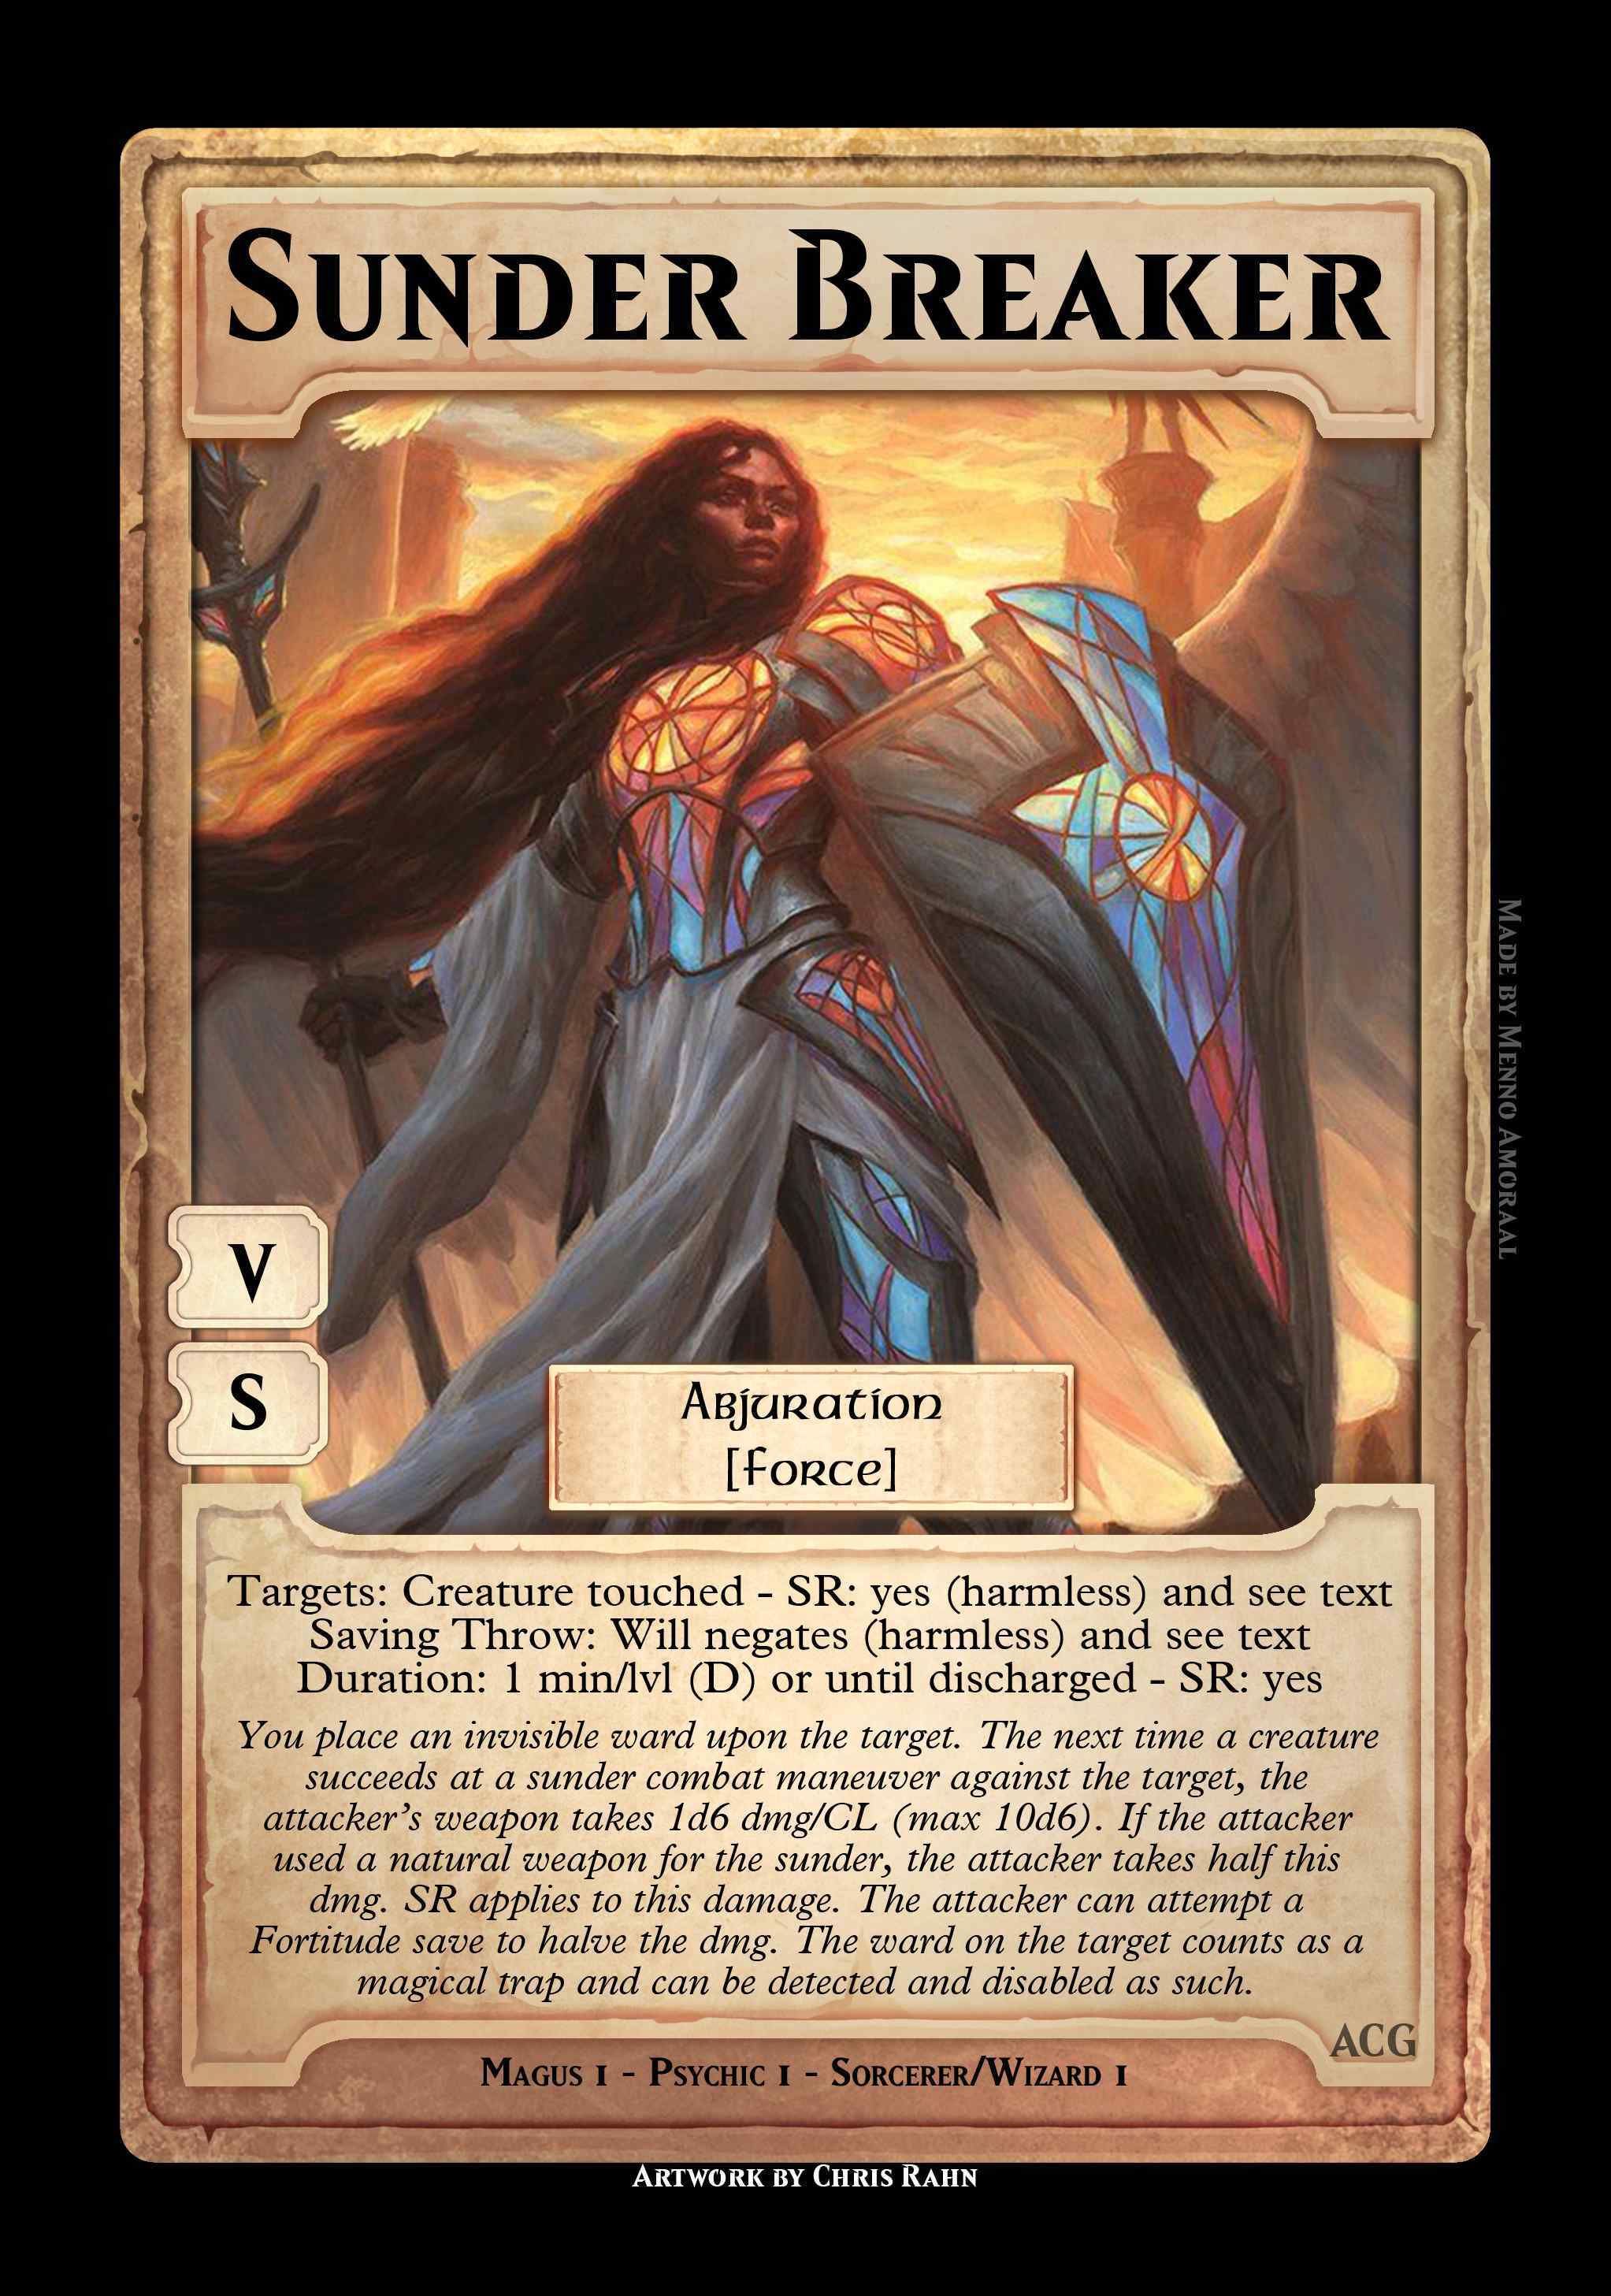 Sunder Breaker
V
S
Abjuration
[Force]
Targets: Creature touched - SR: yes (harmless) and see text
Saving Throw: Will negates (harmless) and see text
Duration: 1 min/lvl (D) or until discharged - SR: yes
You place an invisible ward upon the target. The next time a creature
succeeds at a sunder combat maneuver against the target, the
attacker's weapon takes 1d6 dmg/CL (max 10d6). If the attacker
used a natural weapon for the sunder, the attacker takes half this
dmg. SR applies to this damage. The attacker can attempt a
Fortitude save to halve the dmg. The ward on the target counts as a
magical trap and can be detected and disabled as such.
ACG
Magus 1 - Psychic 1 - Sorcerer/Wizard 1
Artwork by Chris Rahn
Made by Menno Amoraal